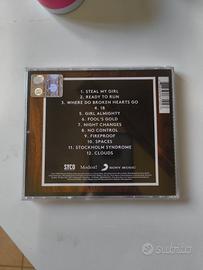 1. STEAL MY GIRL
2. READY TO RUN
3. WHERE DO BROKEN HEARTS GO
4. 18
5. GIRL ALMIGHTY
6. FOOL'S GOLD
7. NIGHT CHANGES
8. NO CONTROL
9. FIREPROOF
10. SPACES
11. STOCKHOLM SYNDROME
12. CLOUDS
SYCO Modest! SONY MUSIC
subito